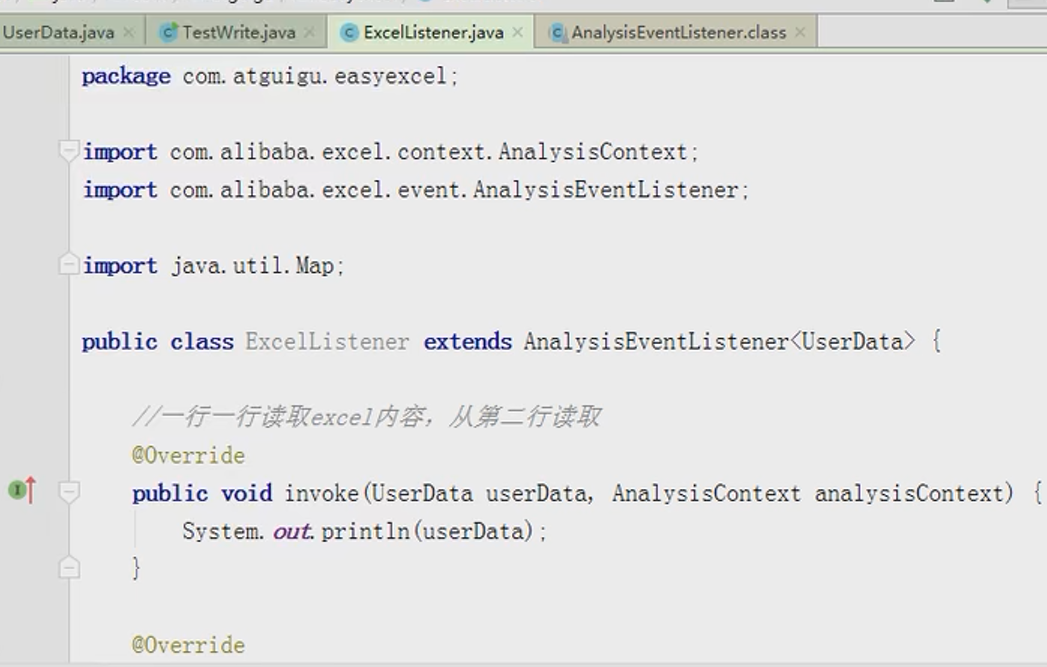 UserData.java TestWrite.java ExcelListener.java AnalysisEventListener.class
package com.atguigu.easyexcel;
import com.alibaba.excel.context.AnalysisContext;
import com.alibaba.excel.event.AnalysisEventListener;
import java.util.Map;
public class ExcelListener extends AnalysisEventListener<UserData> {
//一行一行读取excel内容，从第二行读取
@Override
public void invoke(UserData userData, AnalysisContext analysisContext) {
System.out.println(userData);
}
@Override